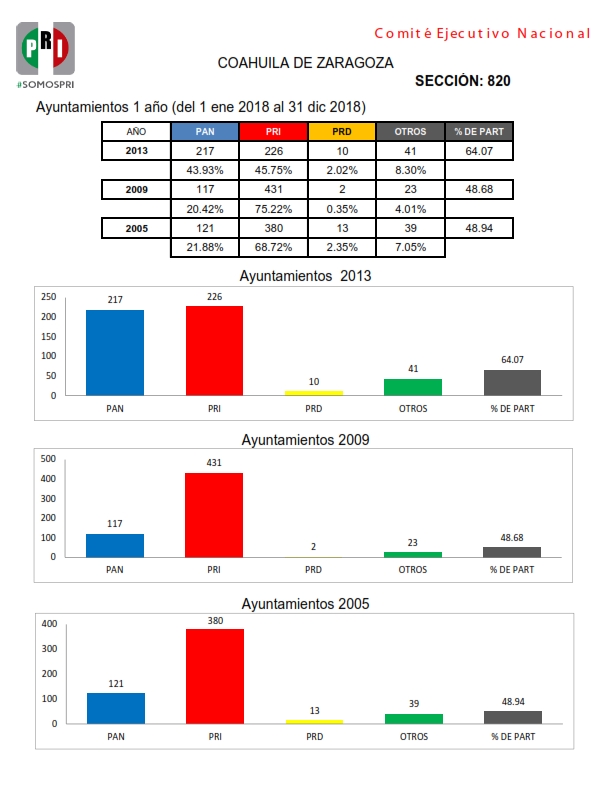 Comité Ejecutivo Nacional
PRI
#SOMOSPRI
COAHUILA DE ZARAGOZA
SECCIÓN: 820
Ayuntamientos 1 año (del 1 ene 2018 al 31 dic 2018)
AÑO PAN PRI PRD OTROS % DE PART
2013 217 226 10 41 64.07
43.93% 45.75% 2.02% 8.30%
2009 117 431 2 23 48.68
20.42% 75.22% 0.35% 4.01%
2005 121 380 13 39 48.94
21.88% 68.72% 2.35% 7.05%
Ayuntamientos 2013
250
200
150
100
50
0
217 226 10 41 64.07
PAN PRI PRD OTROS % DE PART
Ayuntamientos 2009
500
400
300
200
100
0
117 431 2 23 48.68
PAN PRI PRD OTROS % DE PART
Ayuntamientos 2005
400
300
200
100
0
121 380 13 39 48.94
PAN PRI PRD OTROS % DE PART